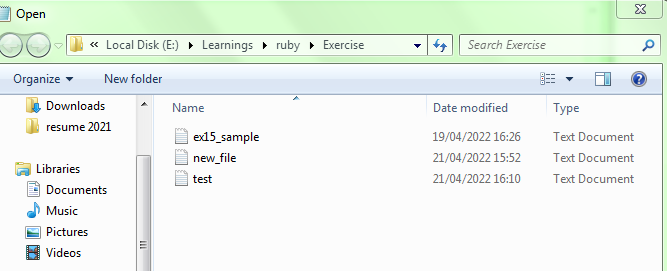 Open
« Local Disk (E:) Learnings ruby Exercise Search Exercise
Organize New folder
Downloads
resume 2021
Libraries
Documents
Music
Pictures
Videos
Name Date modified Type
ex15_sample 19/04/2022 16:26 Text Document
new_file 21/04/2022 15:52 Text Document
test 21/04/2022 16:10 Text Document